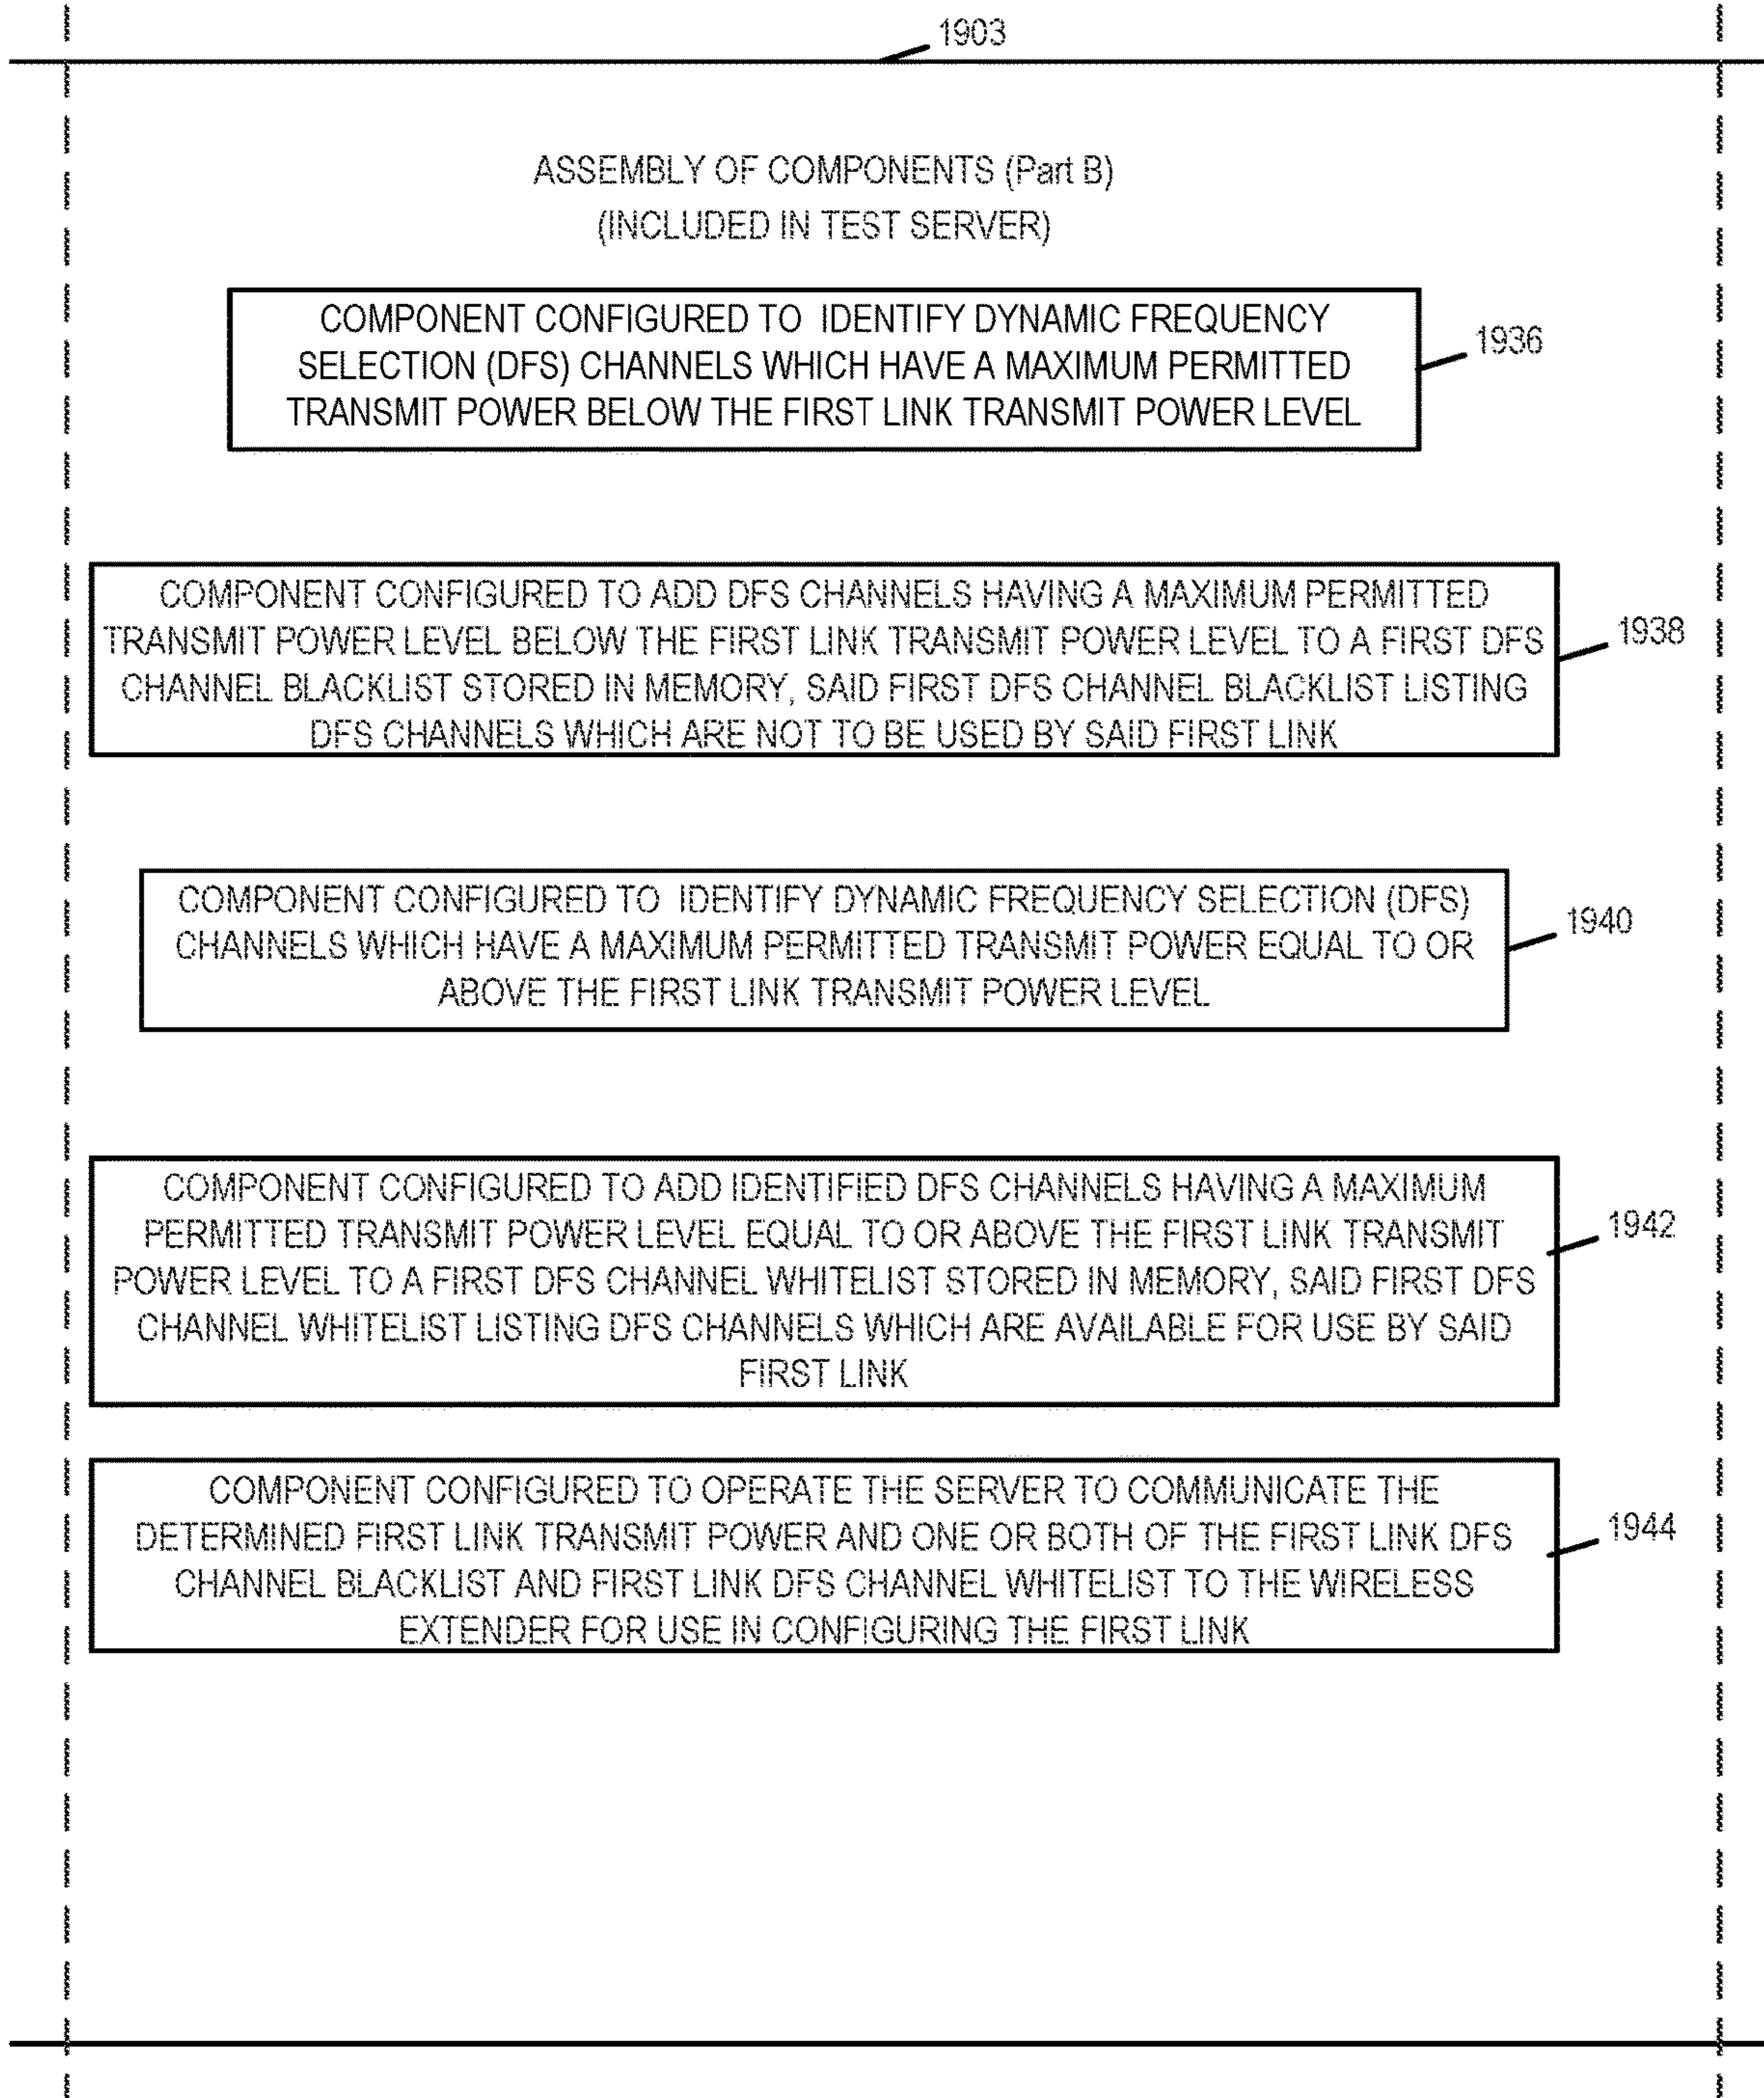 1903
ASSEMBLY OF COMPONENTS (Part B)
(INCLUDED IN TEST SERVER)
COMPONENT CONFIGURED TO IDENTIFY DYNAMIC FREQUENCY
SELECTION (DFS) CHANNELS WHICH HAVE A MAXIMUM PERMITTED
TRANSMIT POWER BELOW THE FIRST LINK TRANSMIT POWER LEVEL
1936
COMPONENT CONFIGURED TO ADD DFS CHANNELS HAVING A MAXIMUM PERMITTED
TRANSMIT POWER LEVEL BELOW THE FIRST LINK TRANSMIT POWER LEVEL TO A FIRST DFS
CHANNEL BLACKLIST STORED IN MEMORY, SAID FIRST DFS CHANNEL BLACKLIST LISTING
DFS CHANNELS WHICH ARE NOT TO BE USED BY SAID FIRST LINK
1938
COMPONENT CONFIGURED TO IDENTIFY DYNAMIC FREQUENCY SELECTION (DFS)
CHANNELS WHICH HAVE A MAXIMUM PERMITTED TRANSMIT POWER EQUAL TO OR
ABOVE THE FIRST LINK TRANSMIT POWER LEVEL
1940
COMPONENT CONFIGURED TO ADD IDENTIFIED DFS CHANNELS HAVING A MAXIMUM
PERMITTED TRANSMIT POWER LEVEL EQUAL TO OR ABOVE THE FIRST LINK TRANSMIT
POWER LEVEL TO A FIRST DFS CHANNEL WHITELIST STORED IN MEMORY, SAID FIRST DFS
CHANNEL WHITELIST LISTING DFS CHANNELS WHICH ARE AVAILABLE FOR USE BY SAID
FIRST LINK
1942
COMPONENT CONFIGURED TO OPERATE THE SERVER TO COMMUNICATE THE
DETERMINED FIRST LINK TRANSMIT POWER AND ONE OR BOTH OF THE FIRST LINK DFS
CHANNEL BLACKLIST AND FIRST LINK DFS CHANNEL WHITELIST TO THE WIRELESS
EXTENDER FOR USE IN CONFIGURING THE FIRST LINK
1944